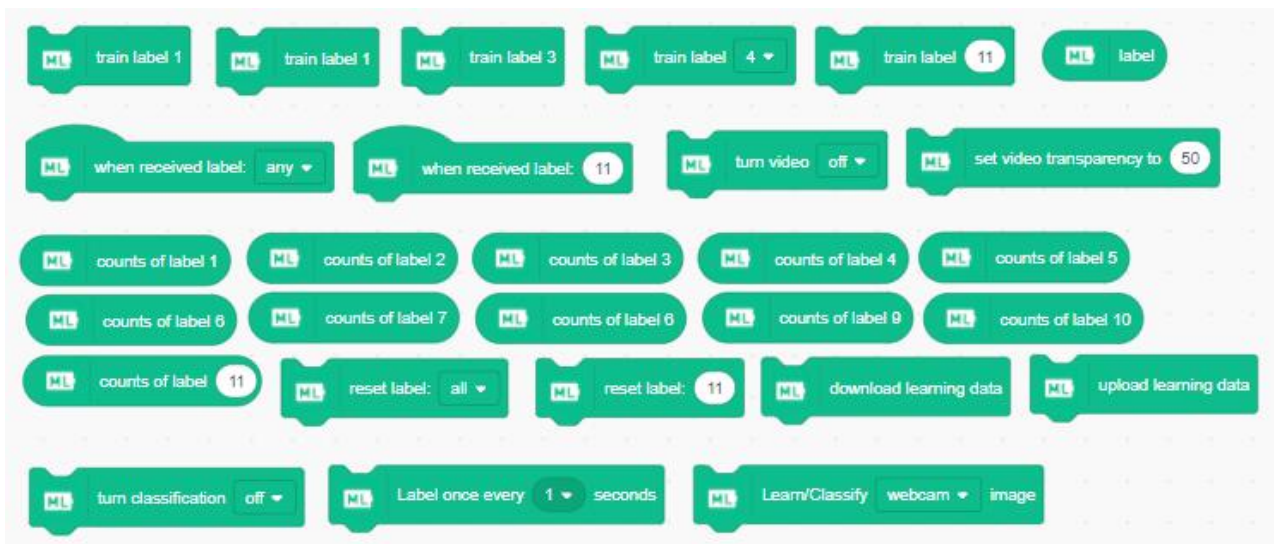 ML train label 1 ML train label 1 ML train label 3 ML train label 4 ML train label 11 ML label
ML when received label: any ML when received label: 11 ML turn video off ML set video transparency to 50
ML counts of label 1 ML counts of label 2 ML counts of label 3 ML counts of label 4 ML counts of label 5
ML counts of label 6 ML counts of label 7 ML counts of label 6 ML counts of label 9 ML counts of label 10
ML counts of label 11 ML reset label: all ML reset label: 11 ML download learning data ML upload learning data
ML turn classification off ML Label once every 1 seconds ML Learn/Classify webcam image